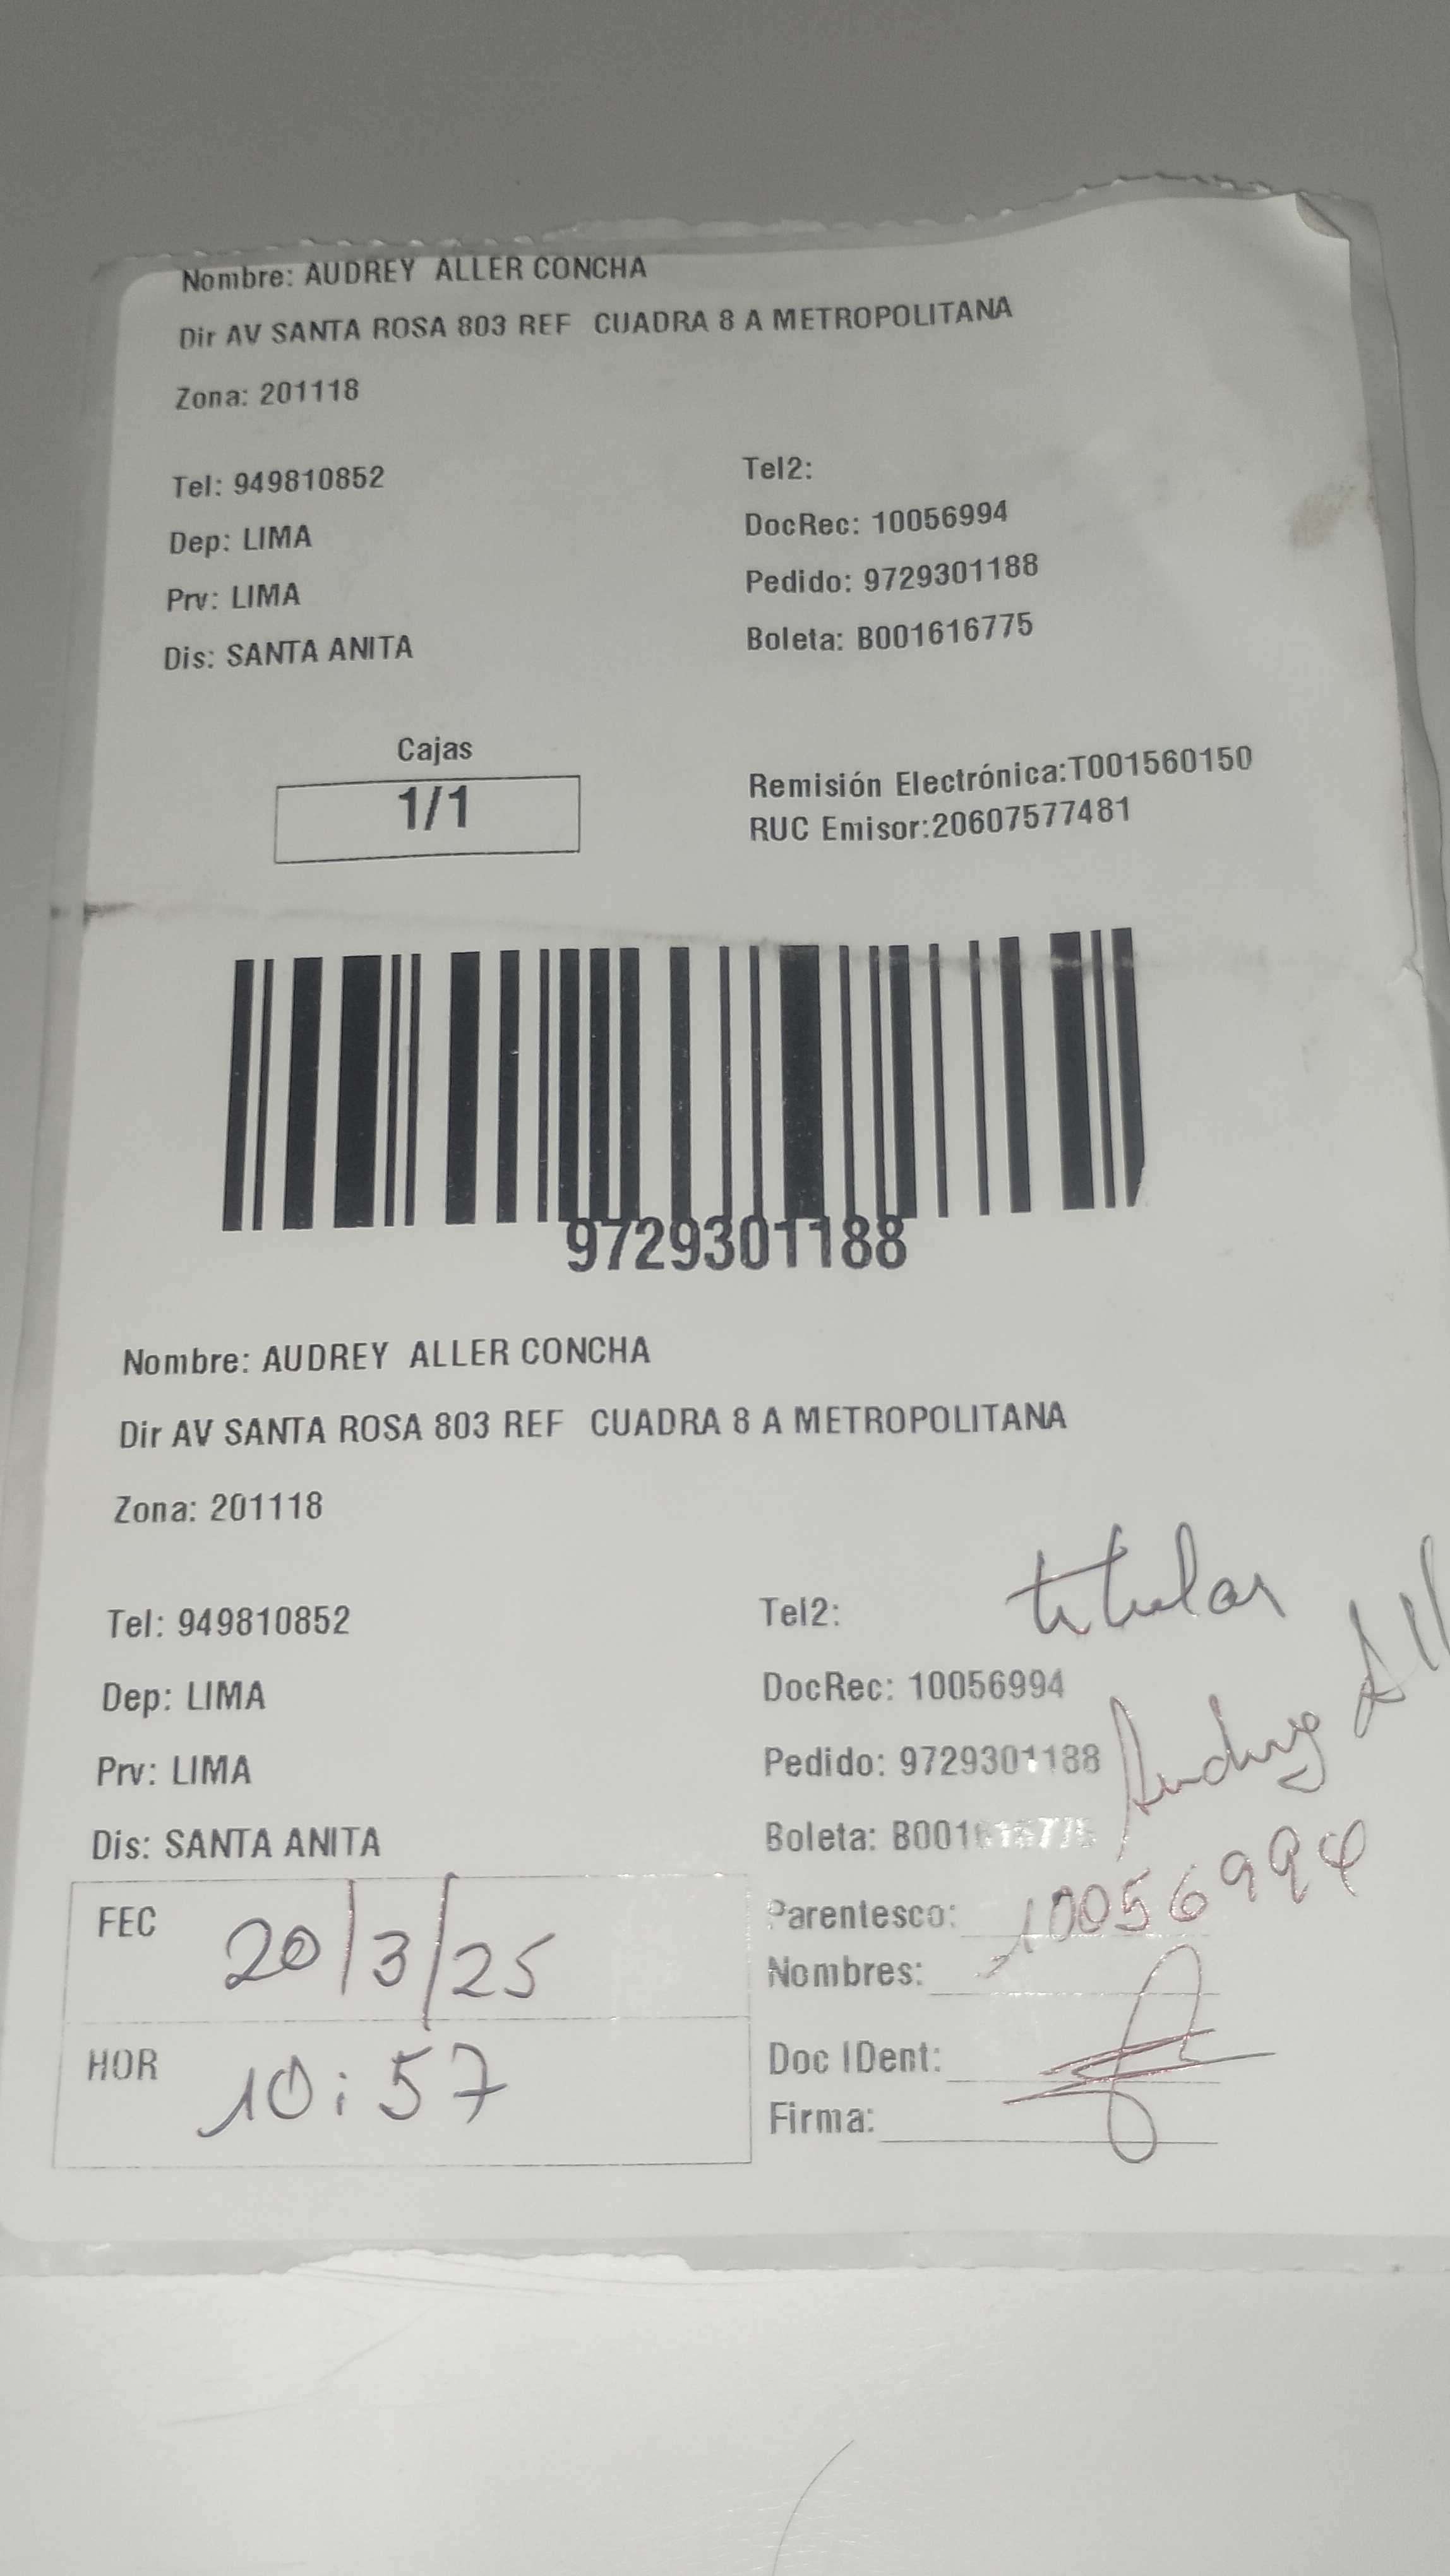 Nombre: AUDREY ALLER CONCHA
Dir AV SANTA ROSA 803 REF CUADRA 8 A METROPOLITANA
Zona: 201118
Tel: 949810852
Tel2:
Dep: LIMA
DocRec: 10056994
Prv: LIMA
Pedido: 9729301188
Dis: SANTA ANITA
Boleta: B001616775
Cajas
1/1
Remisión Electrónica:T001560150
RUC Emisor:20607577481
9729301188
Nombre: AUDREY ALLER CONCHA
Dir AV SANTA ROSA 803 REF CUADRA 8 A METROPOLITANA
Zona: 201118
titular
Tel: 949810852
Tel2:
Dep: LIMA
DocRec: 10056994
Audrey All
Prv: LIMA
Pedido: 9729301188
Dis: SANTA ANITA
Boleta: B001616775
FEC 20/3/25
Parentesco: 10056994
Nombres:
HOR 10:57
Doc IDent:
Firma: